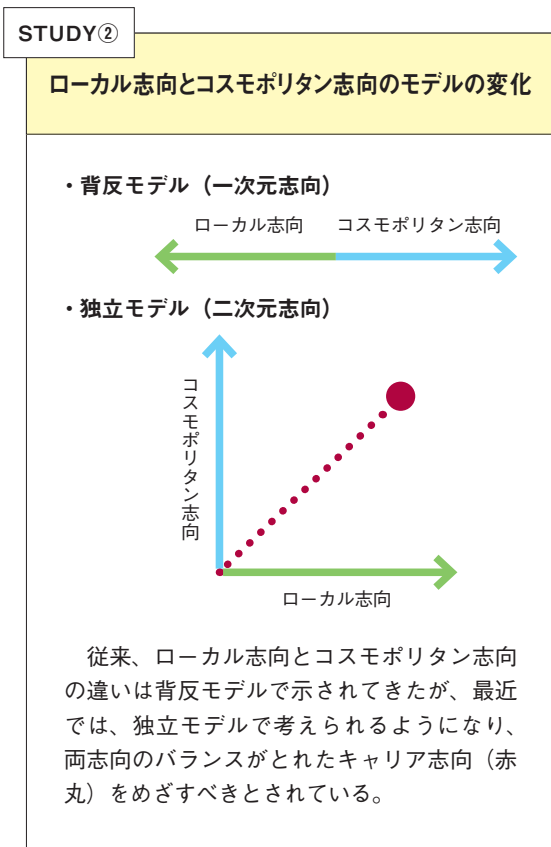 STUDY②
ローカル志向とコスモポリタン志向のモデルの変化
・背反モデル（一次元志向）
ローカル志向　コスモポリタン志向
・独立モデル（二次元志向）
コスモポリタン志向
ローカル志向
　従来、ローカル志向とコスモポリタン志向
の違いは背反モデルで示されてきたが、最近
では、独立モデルで考えられるようになり、
両志向のバランスがとれたキャリア志向（赤
丸）をめざすべきとされている。